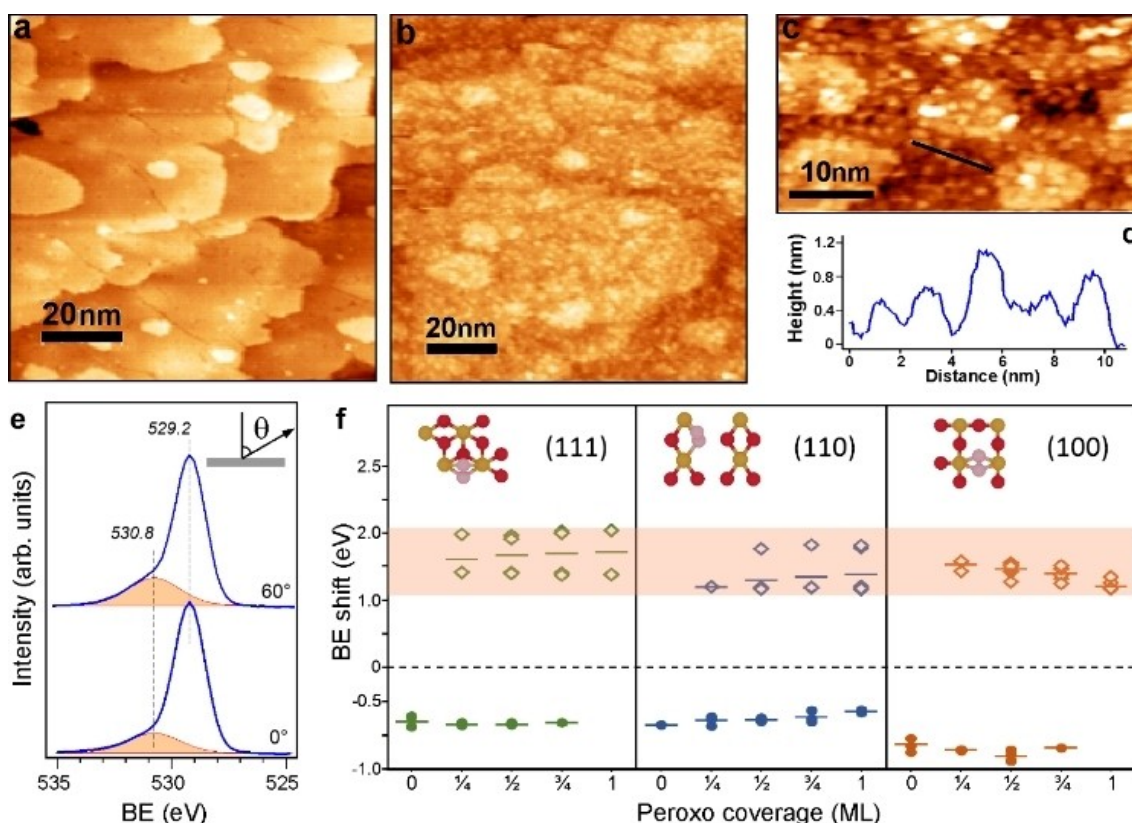 a
20nm
b
20nm
c
10nm
d
Height (nm)
1.2
0.8
0.4
0
0 2 4 6 8 10
Distance (nm)
e
Intensity (arb. units)
529.2
θ
530.8
60°
0°
535 530 525
BE (eV)
f
BE shift (eV)
(111) (110) (100)
2.5
2.0
1.5
1.0
0
-0.5
-1.0
0 ¼ ½ ¾ 1 0 ¼ ½ ¾ 1 0 ¼ ½ ¾ 1
Peroxo coverage (ML)